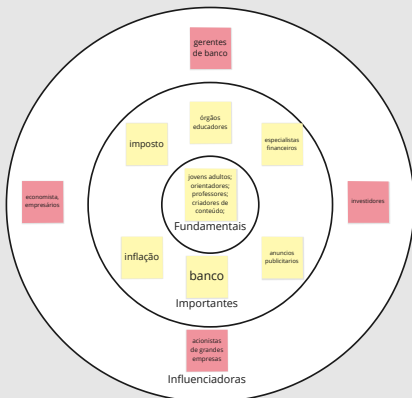 gerentes
de banco
órgãos
educadores
imposto
especialistas
financeiros
jovens adultos;
orientadores;
professores;
criadores de
conteúdo;
economista,
empresários
investidores
Fundamentais
inflação
anuncios
publicitarios
banco
Importantes
acionistas
de grandes
empresas
Influenciadoras